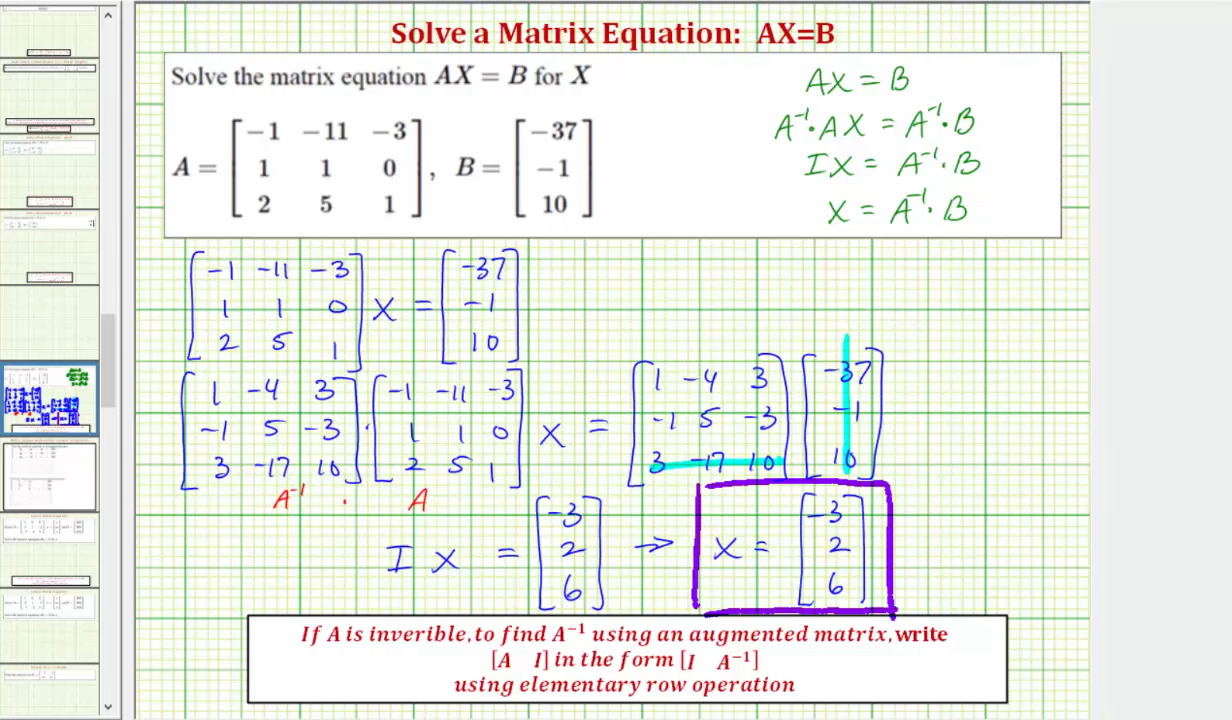 Solve a Matrix Equation: AX=B
Solve the matrix equation AX = B for X
A = [ -1 -11 -3 ] , B = [ -37 ]
[ 1 1 0 ] [ -1 ]
[ 2 5 1 ] [ 10 ]
AX = B
A⁻¹·AX = A⁻¹·B
IX = A⁻¹·B
X = A⁻¹·B
[ -1 -11 -3 ] X = [ -37 ]
[ 1 1 0 ] [ -1 ]
[ 2 5 1 ] [ 10 ]
[ 1 -4 3 ] · [ -1 -11 -3 ] X = [ 1 -4 3 ] [ -37 ]
[ -1 5 -3 ] [ 1 1 0 ] [ -1 5 -3 ] [ -1 ]
[ 3 -17 10 ] [ 2 5 1 ] [ 3 -17 10 ] [ 10 ]
A⁻¹ · A
I X = [ -3 ] → X = [ -3 ]
[ 2 ] [ 2 ]
[ 6 ] [ 6 ]
If A is inverible, to find A⁻¹ using an augmented matrix, write
[A I] in the form [I A⁻¹]
using elementary row operation